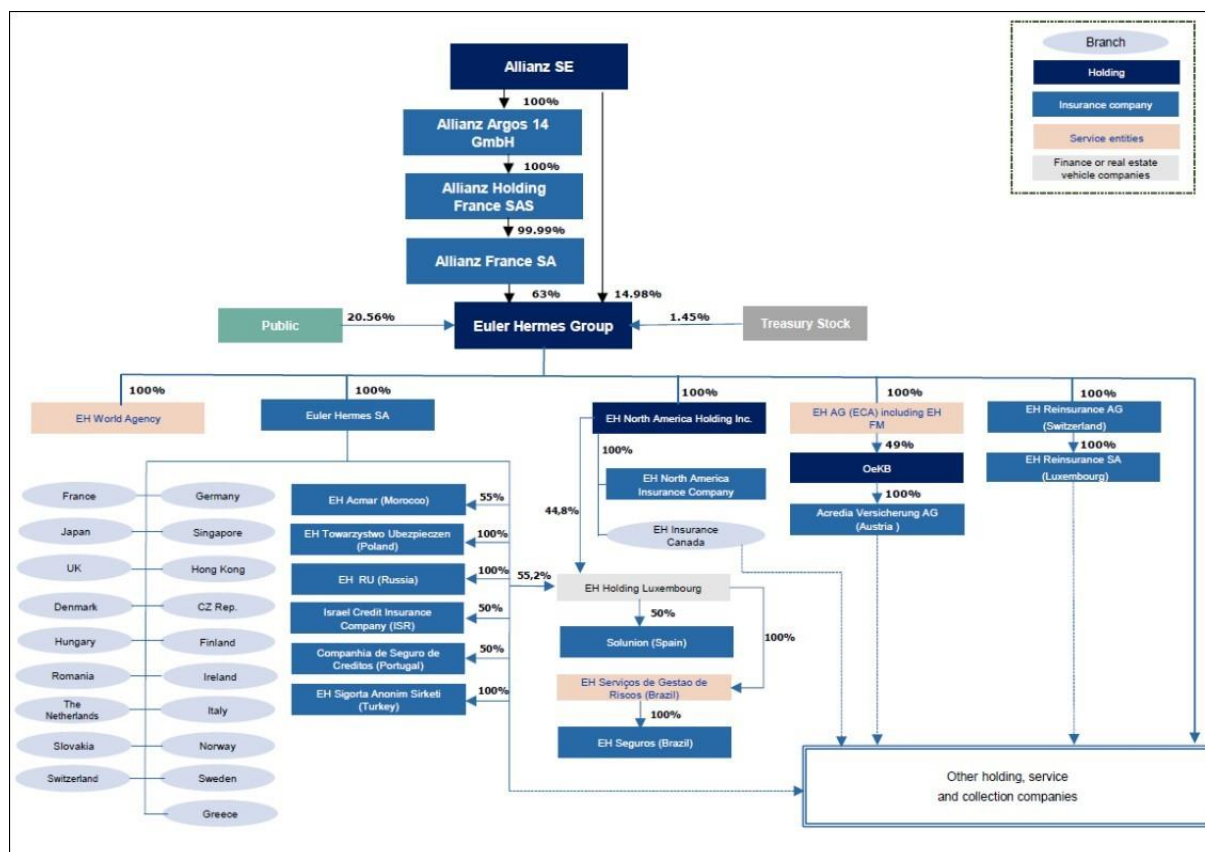 Branch
Holding
Insurance company
Service entities
Finance or real estate
vehicle companies
Allianz SE
100%
Allianz Argos 14
GmbH
100%
Allianz Holding
France SAS
99.99%
Allianz France SA
63%
14.98%
Public
20.56%
Euler Hermes Group
1.45%
Treasury Stock
100%
100%
100%
100%
100%
EH World Agency
Euler Hermes SA
EH North America Holding Inc.
EH AG (ECA) including EH
FM
EH Reinsurance AG
(Switzerland)
49%
100%
100%
OeKB
EH Reinsurance SA
(Luxembourg)
EH North America
Insurance Company
100%
Acredia Versicherung AG
(Austria )
EH Insurance
Canada
44,8%
France
Germany
Japan
Singapore
UK
Hong Kong
Denmark
CZ Rep.
Hungary
Finland
Romania
Ireland
The
Netherlands
Italy
Slovakia
Norway
Switzerland
Sweden
Greece
EH Acmar (Morocco)
55%
EH Towarzystwo Ubezpieczen
(Poland)
100%
EH RU (Russia)
100%
55,2%
Israel Credit Insurance
Company (ISR)
50%
Companhia de Seguro de
Creditos (Portugal)
50%
EH Sigorta Anonim Sirketi
(Turkey)
100%
EH Holding Luxembourg
50%
100%
Solunion (Spain)
EH Serviços de Gestao de
Riscos (Brazil)
100%
EH Seguros (Brazil)
Other holding, service
and collection companies